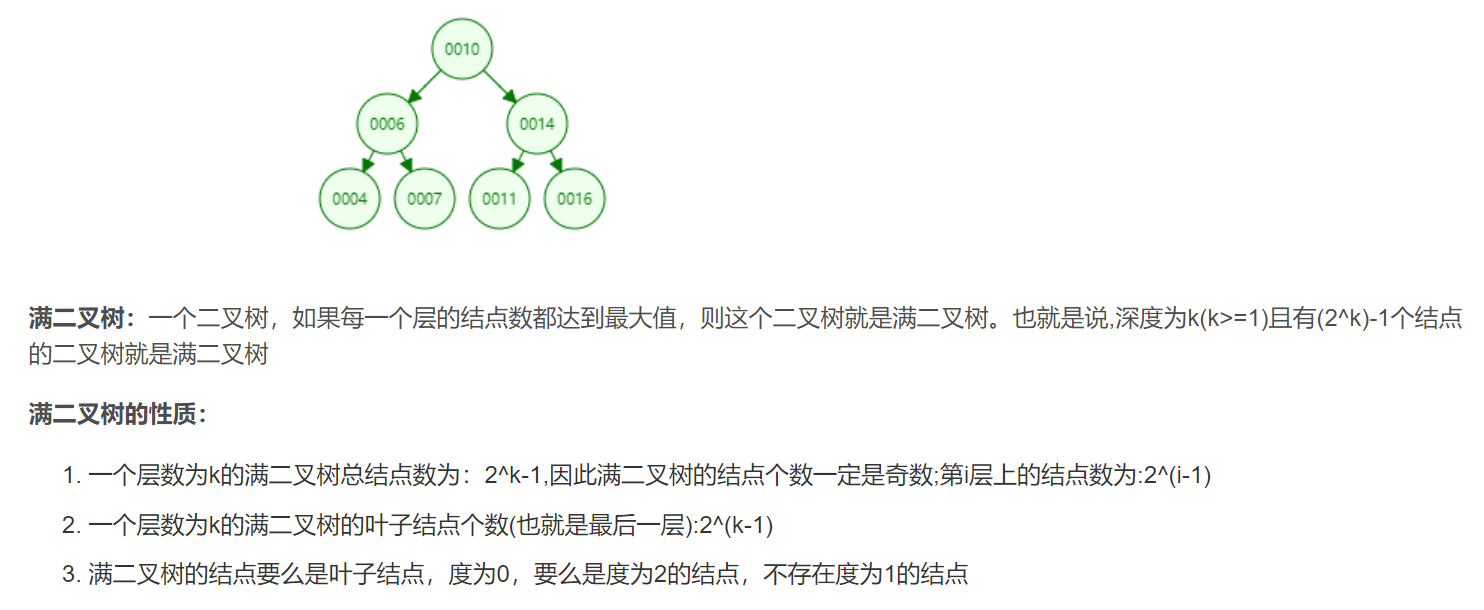 0010
0006 0014
0004 0007 0011 0016
满二叉树：一个二叉树，如果每一个层的结点数都达到最大值，则这个二叉树就是满二叉树。也就是说,深度为k(k>=1)且有(2^k)-1个结点
的二叉树就是满二叉树
满二叉树的性质：
1. 一个层数为k的满二叉树总结点数为：2^k-1,因此满二叉树的结点个数一定是奇数;第i层上的结点数为:2^(i-1)
2. 一个层数为k的满二叉树的叶子结点个数(也就是最后一层):2^(k-1)
3. 满二叉树的结点要么是叶子结点，度为0，要么是度为2的结点，不存在度为1的结点